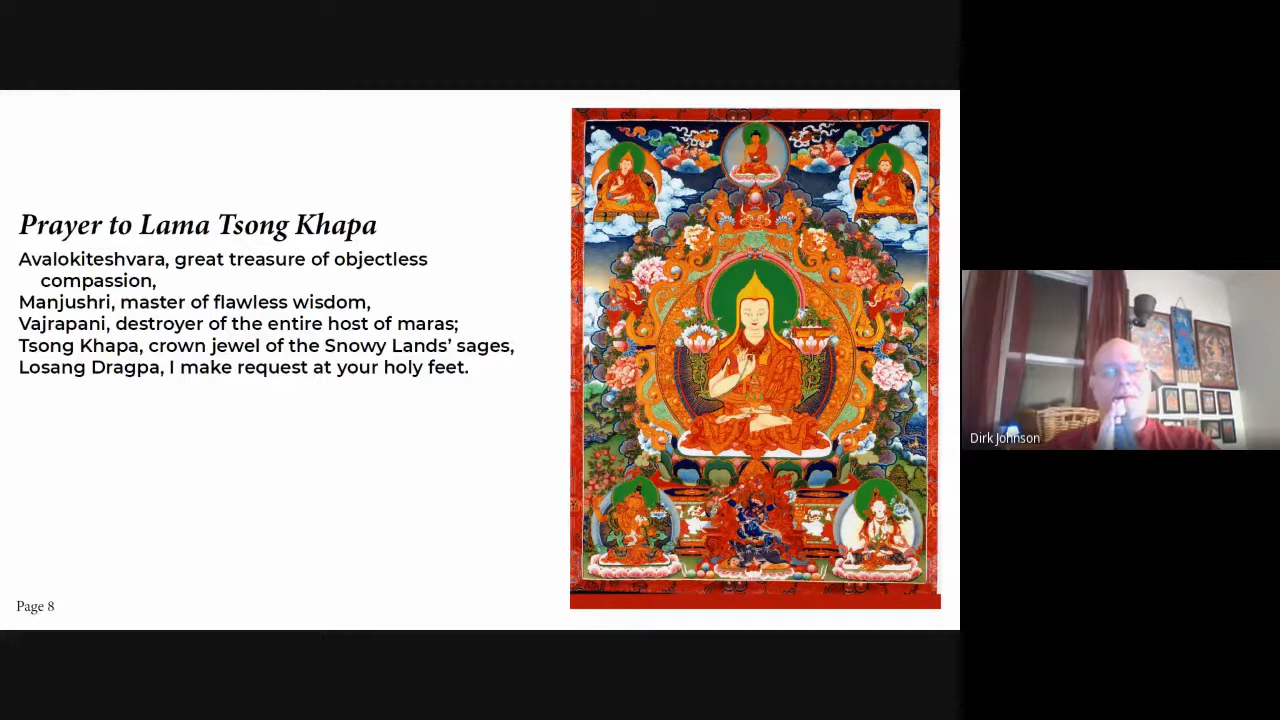 Prayer to Lama Tsong Khapa
Avalokiteshvara, great treasure of objectless
compassion,
Manjushri, master of flawless wisdom,
Vajrapani, destroyer of the entire host of maras;
Tsong Khapa, crown jewel of the Snowy Lands’ sages,
Losang Dragpa, I make request at your holy feet.
Page 8
Dirk Johnson